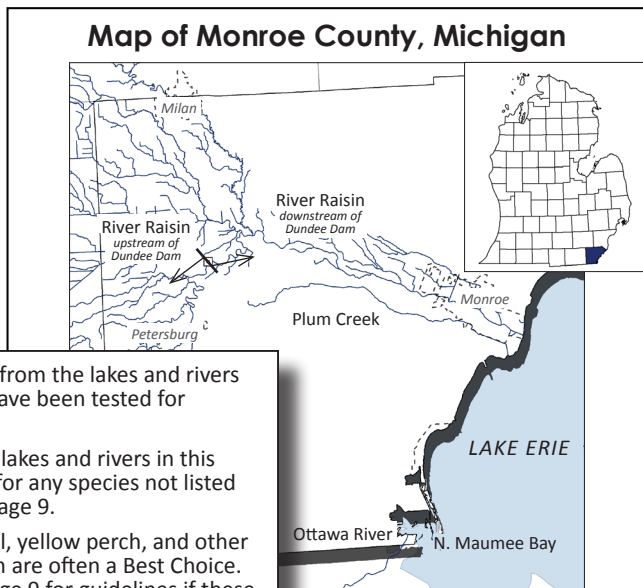 Map of Monroe County, Michigan
Milan
River Raisin
downstream of
Dundee Dam
River Raisin
upstream of
Dundee Dam
Monroe
Plum Creek
Petersburg
from the lakes and rivers
ave been tested for
lakes and rivers in this
for any species not listed
age 9.
l, yellow perch, and other
h are often a Best Choice.
ge 9 for guidelines if these
LAKE ERIE
Ottawa River
N. Maumee Bay